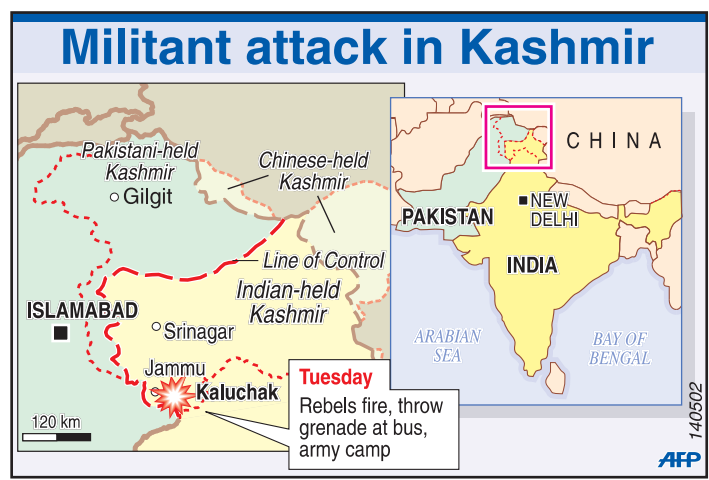 Militant attack in Kashmir
Pakistani-held
Kashmir
Gilgit
Chinese-held
Kashmir
Line of Control
Indian-held
Kashmir
ISLAMABAD
Srinagar
Jammu
Kaluchak
120 km
Tuesday
Rebels fire, throw
grenade at bus,
army camp
CHINA
NEW
DELHI
PAKISTAN
INDIA
ARABIAN
SEA
BAY OF
BENGAL
140502
AFP